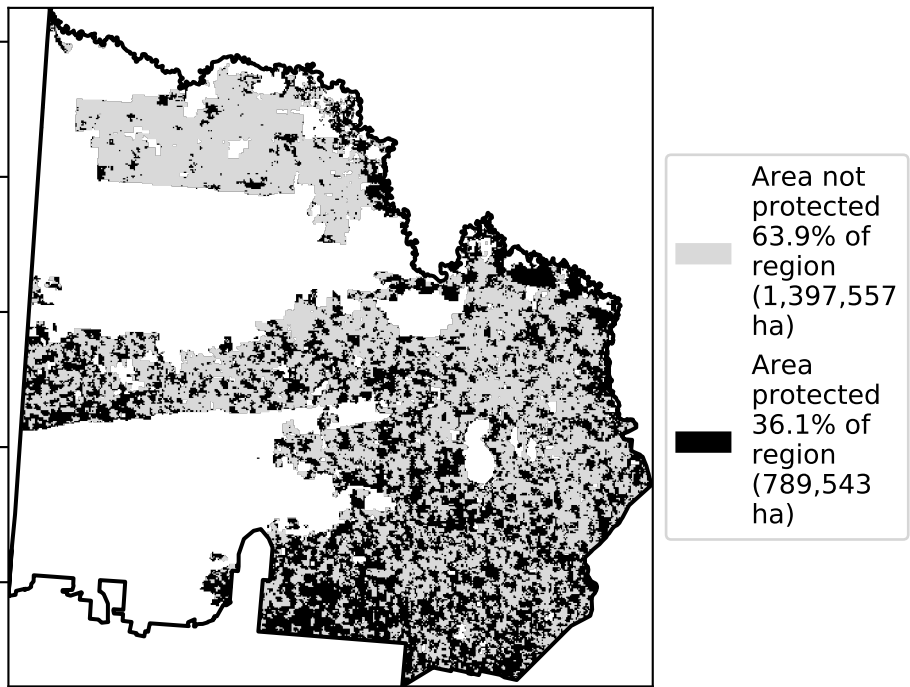 Area not
protected
63.9% of
region
(1,397,557
ha)
Area
protected
36.1% of
region
(789,543
ha)